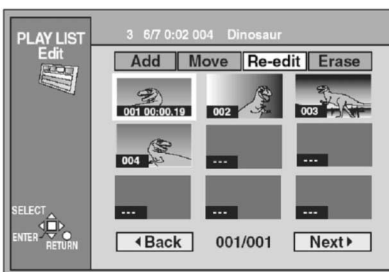 PLAY LIST
Edit
3 6/7 0:02 004 Dinosaur
Add Move Re-edit Erase
001 00:00.19 002 003
004 --- ---
--- --- ---
SELECT
ENTER RETURN
Back 001/001 Next